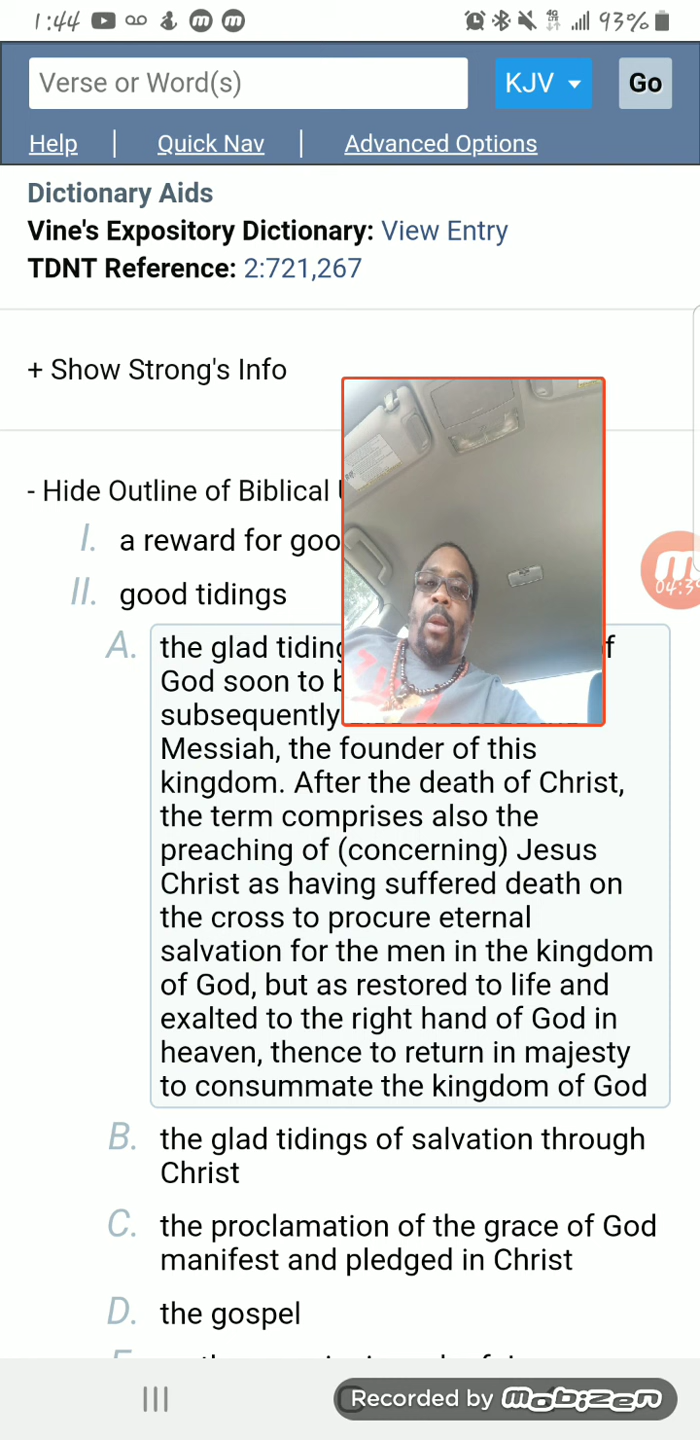 1:44
93%
Verse or Word(s)
KJV
Go
Help | Quick Nav | Advanced Options
Dictionary Aids
Vine's Expository Dictionary: View Entry
TDNT Reference: 2:721,267
+ Show Strong's Info
- Hide Outline of Biblical
I. a reward for
II. good tidings
A. the glad
God soon to
subsequently
Messiah, the founder of this
kingdom. After the death of Christ,
the term comprises also the
preaching of (concerning) Jesus
Christ as having suffered death on
the cross to procure eternal
salvation for the men in the kingdom
of God, but as restored to life and
exalted to the right hand of God in
heaven, thence to return in majesty
to consummate the kingdom of God
B. the glad tidings of salvation through
Christ
C. the proclamation of the grace of God
manifest and pledged in Christ
D. the gospel
Recorded by Mobizen